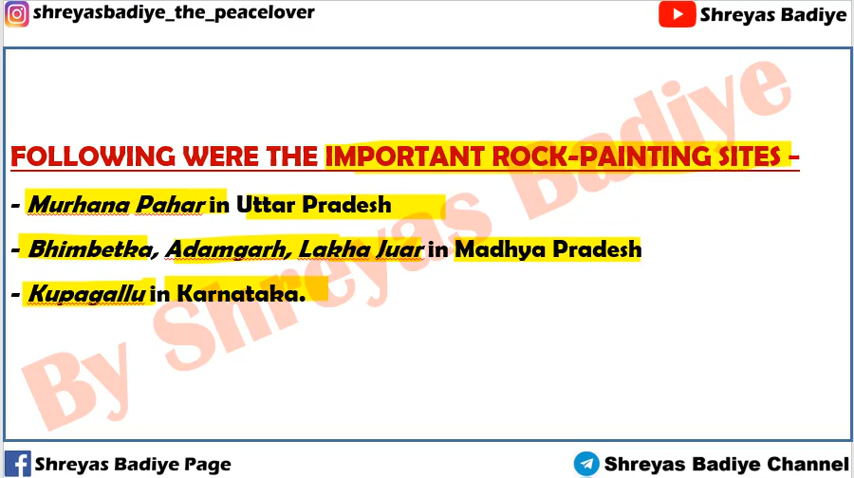 shreyasbadiye_the_peacelover
Shreyas Badiye
FOLLOWING WERE THE IMPORTANT ROCK-PAINTING SITES -
- Murhana Pahar in Uttar Pradesh
- Bhimbetka, Adamgarh, Lakha Juar in Madhya Pradesh
- Kupagallu in Karnataka.
By Shreyas Badiye
Shreyas Badiye Page
Shreyas Badiye Channel